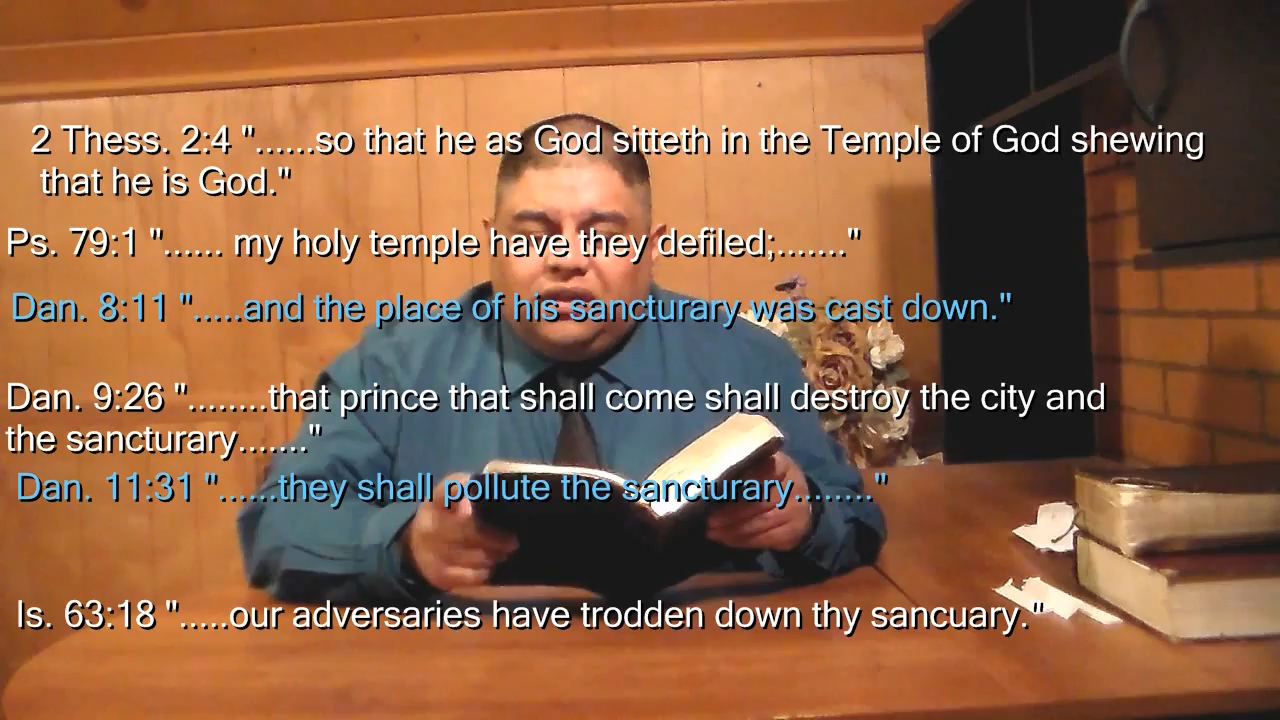 2 Thess. 2:4 "......so that he as God sitteth in the Temple of God shewing
that he is God."
Ps. 79:1 "...... my holy temple have they defiled;......."
Dan. 8:11 ".....and the place of his sancturary was cast down."
Dan. 9:26 "........that prince that shall come shall destroy the city and
the sancturary......."
Dan. 11:31 "......they shall pollute the sancturary........"
Is. 63:18 ".....our adversaries have trodden down thy sancuary."